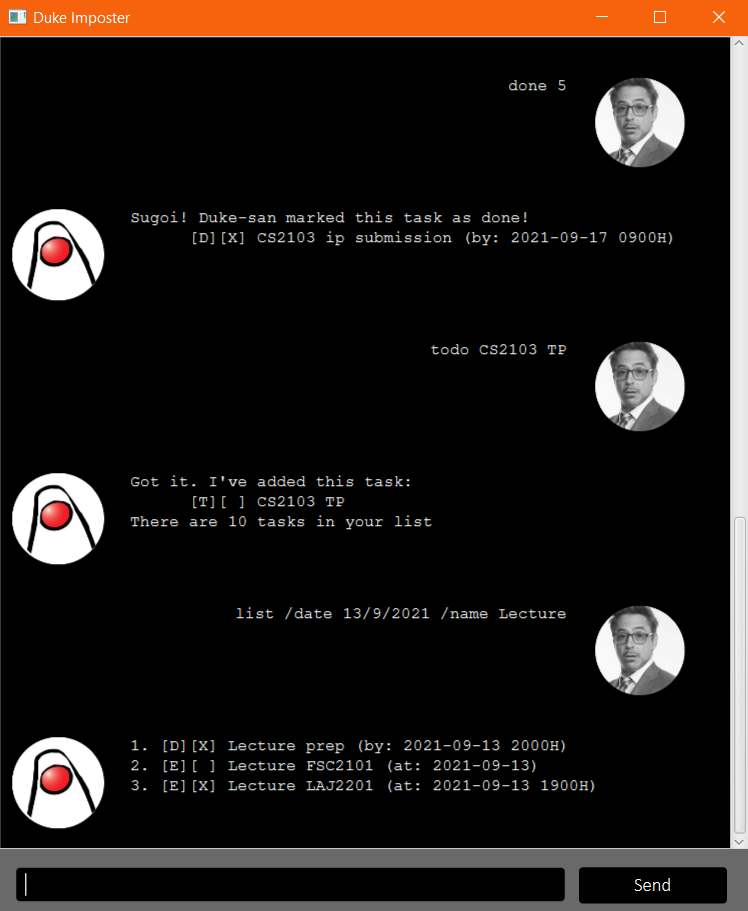 Duke Imposter
done 5
Sugoi! Duke-san marked this task as done!
[D][X] CS2103 ip submission (by: 2021-09-17 0900H)
todo CS2103 TP
Got it. I've added this task:
[T][ ] CS2103 TP
There are 10 tasks in your list
list /date 13/9/2021 /name Lecture
1. [D][X] Lecture prep (by: 2021-09-13 2000H)
2. [E][ ] Lecture FSC2101 (at: 2021-09-13)
3. [E][X] Lecture LAJ2201 (at: 2021-09-13 1900H)
Send